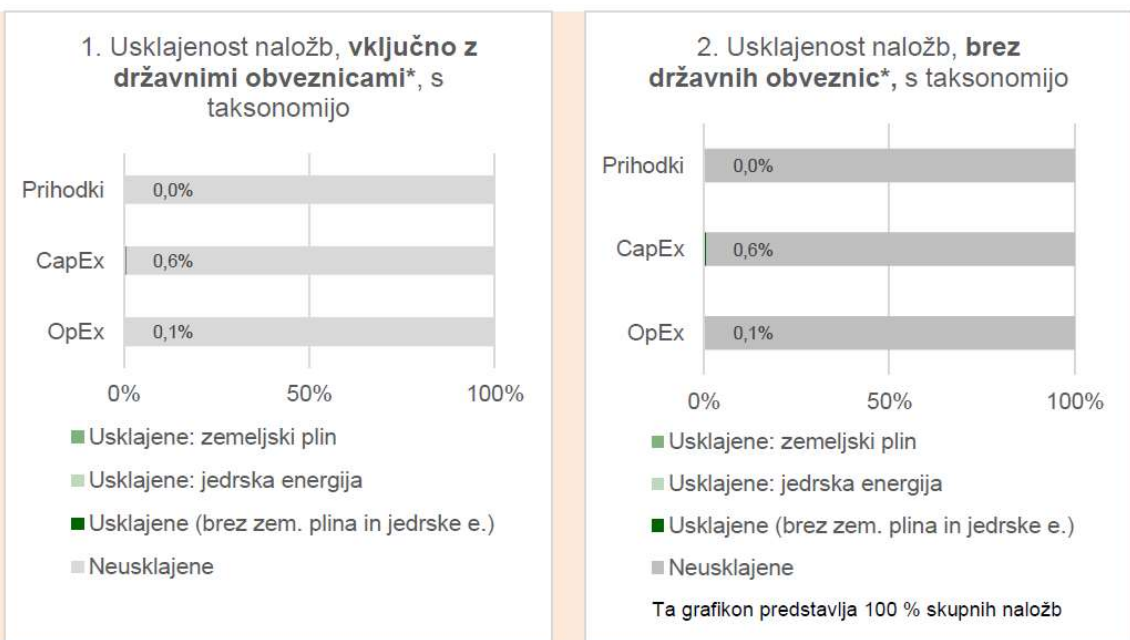 1. Usklajenost naložb, vključno z
državnimi obveznicami*, s
taksonomijo
Prihodki
0,0%
CapEx
0,6%
OpEx
0,1%
0%
50%
100%
Usklajene: zemeljski plin
Usklajene: jedrska energija
Usklajene (brez zem. plina in jedrske e.)
Neusklajene
2. Usklajenost naložb, brez
državnih obveznic*, s taksonomijo
Prihodki
0,0%
CapEx
0,6%
OpEx
0,1%
0%
50%
100%
Usklajene: zemeljski plin
Usklajene: jedrska energija
Usklajene (brez zem. plina in jedrske e.)
Neusklajene
Ta grafikon predstavlja 100 % skupnih naložb